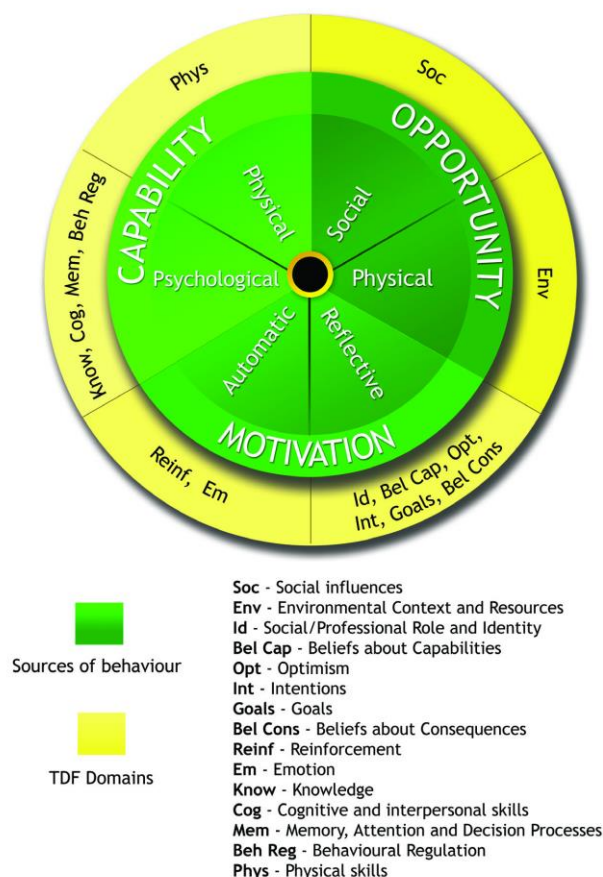 Phys
Soc
CAPABILITY
OPPORTUNITY
Physical
Social
Know, Cog, Mem, Beh Reg
Psychological
Physical
Env
Automatic
Reflective
MOTIVATION
Reinf, Em
Id, Bel Cap, Opt,
Int, Goals, Bel Cons
Sources of behaviour
TDF Domains
Soc - Social influences
Env - Environmental Context and Resources
Id - Social/Professional Role and Identity
Bel Cap - Beliefs about Capabilities
Opt - Optimism
Int - Intentions
Goals - Goals
Bel Cons - Beliefs about Consequences
Reinf - Reinforcement
Em - Emotion
Know - Knowledge
Cog - Cognitive and interpersonal skills
Mem - Memory, Attention and Decision Processes
Beh Reg - Behavioural Regulation
Phys - Physical skills